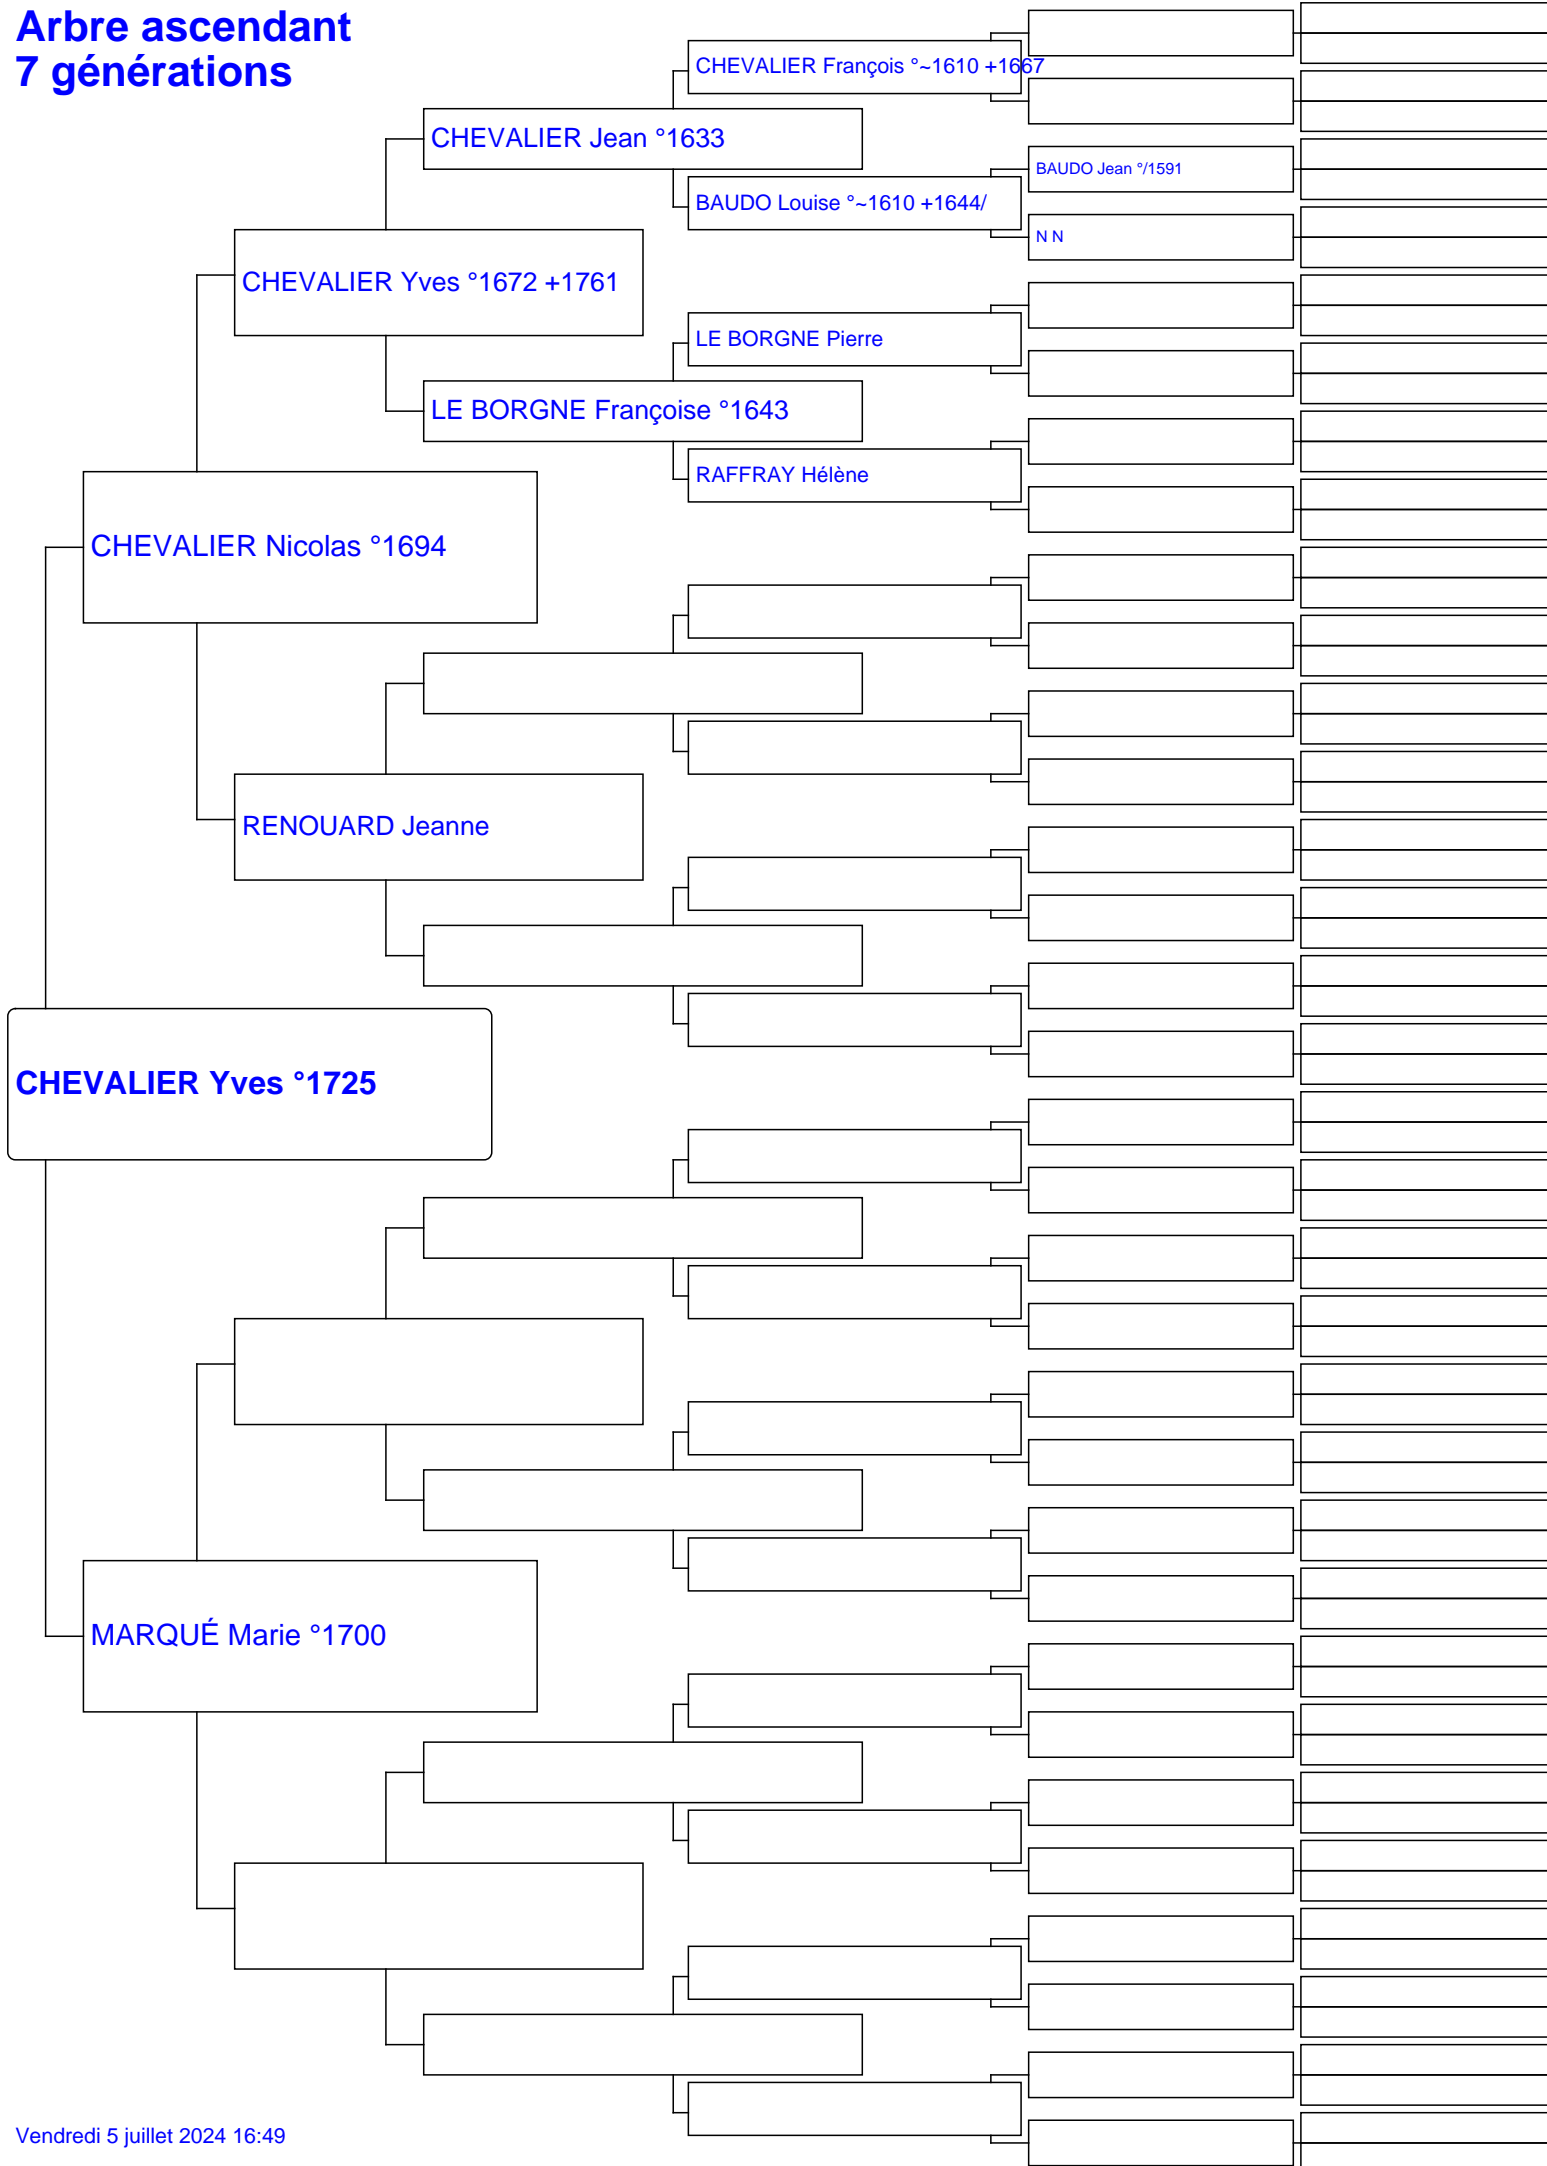 Arbre ascendant
7 générations
CHEVALIER François °~1610 +1667
CHEVALIER Jean °1633
BAUDO Jean °/1591
BAUDO Louise °~1610 +1644/
N N
CHEVALIER Yves °1672 +1761
LE BORGNE Pierre
LE BORGNE Françoise °1643
RAFFRAY Hélène
CHEVALIER Nicolas °1694
RENOUARD Jeanne
CHEVALIER Yves °1725
MARQUÉ Marie °1700
Vendredi 5 juillet 2024 16:49